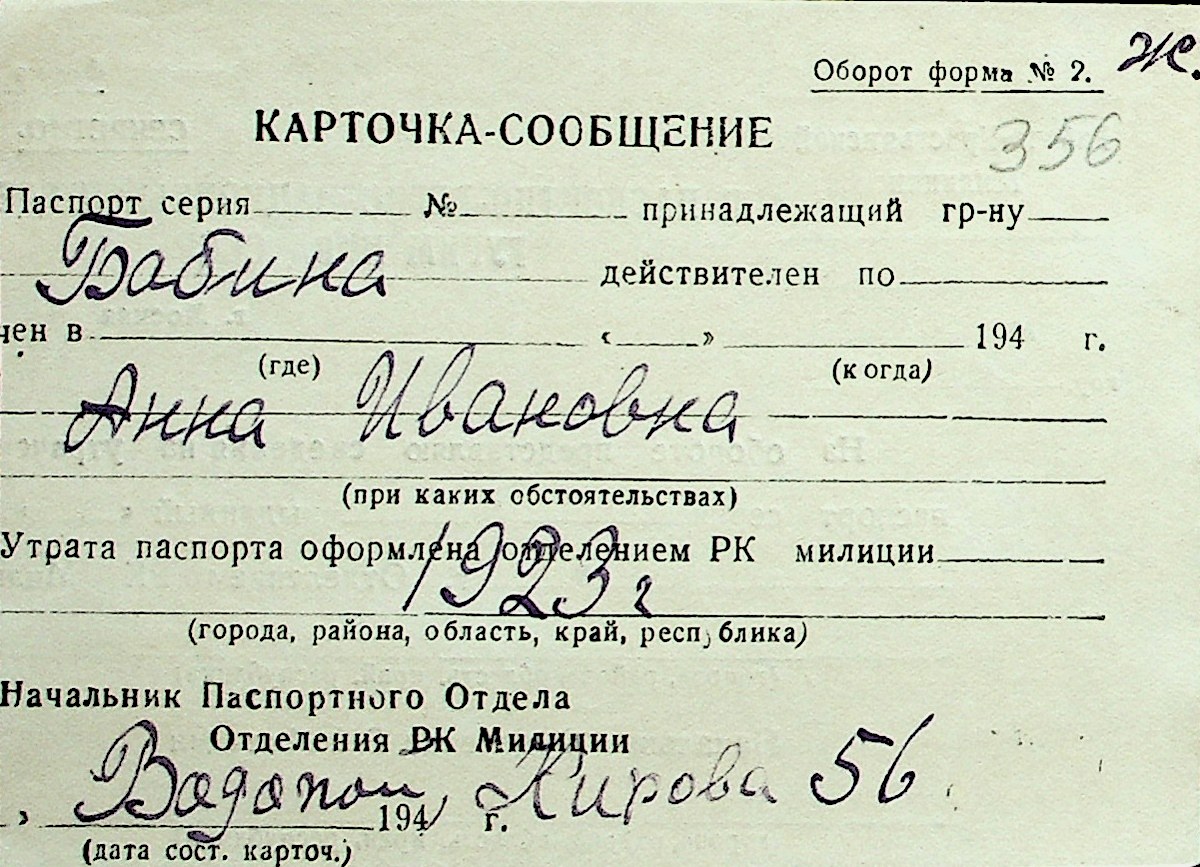 Оборот форма № 2. Ж.
КАРТОЧКА-СООБЩЕНИЕ
356
Паспорт серия № принадлежащий гр-ну
Бабина действителен по
чен в « » 194 г.
(где) (когда)
Анна Ивановна
(при каких обстоятельствах)
Утрата паспорта оформлена отделением РК милиции
1923 г
(города, района, область, край, республика)
Начальник Паспортного Отдела
Отделения РК Милиции
Водопои Кирова 56
194 г.
(дата сост. карточ.)